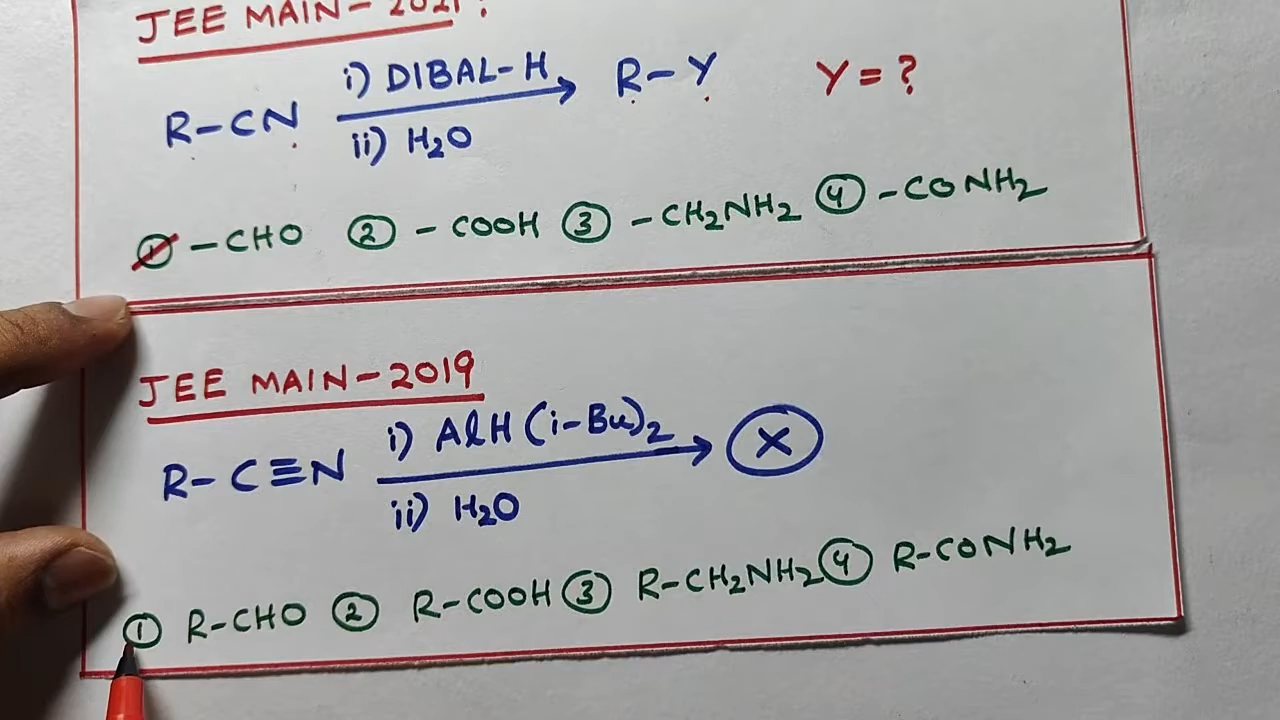 JEE MAIN-2021:
R-CN i) DIBAL-H ii) H₂O → R-Y Y = ?
① -CHO ② -COOH ③ -CH₂NH₂ ④ -CONH₂
JEE MAIN-2019
R-C≡N i) AlH(i-Bu)₂ ii) H₂O → X
① R-CHO ② R-COOH ③ R-CH₂NH₂ ④ R-CONH₂